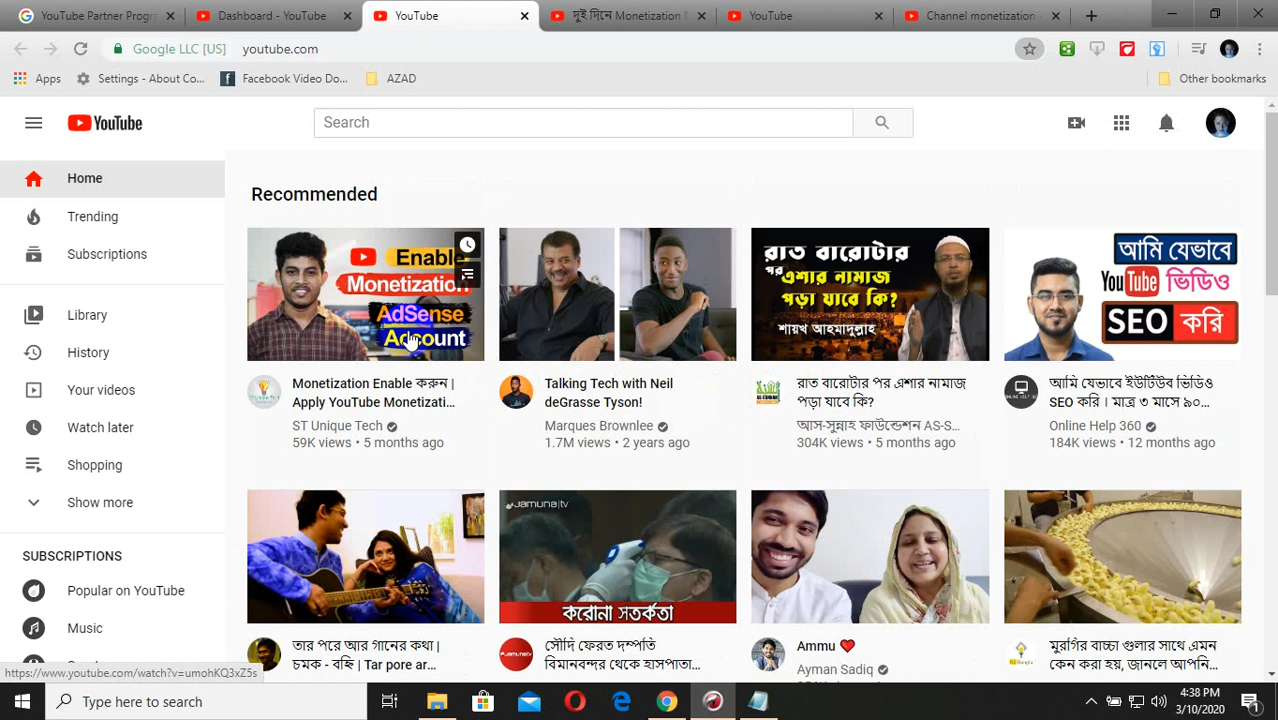 YouTube Partner Progr
Dashboard - YouTube
YouTube
দুই দিনে Monetization
YouTube
Channel monetization -
Google LLC [US]
youtube.com
Apps
Settings - About Co...
Facebook Video Do...
AZAD
Other bookmarks
YouTube
Search
Home
Trending
Subscriptions
Library
History
Your videos
Watch later
Shopping
Show more
SUBSCRIPTIONS
Popular on YouTube
Music
Recommended
Enable
Monetization
AdSense
Account
রাত বারোটার
পর এশার নামাজ
পড়া যাবে কি?
শায়খ আহমাদুল্লাহ
আমি যেভাবে
YouTube ভিডিও
SEO করি
Monetization Enable করুন |
Apply YouTube Monetizati...
ST Unique Tech
59K views • 5 months ago
Talking Tech with Neil
deGrasse Tyson!
Marques Brownlee
1.7M views • 2 years ago
রাত বারোটার পর এশার নামাজ
পড়া যাবে কি?
আস-সুন্নাহ ফাউন্ডেশন AS-S...
304K views • 5 months ago
আমি যেভাবে ইউটিউব ভিডিও
SEO করি । মাত্র ৩ মাসে ৯০...
Online Help 360
184K views • 12 months ago
JAMUNA|tv
করোনা সতর্কতা
তার পরে আর গানের কথা |
চমক - বহ্নি | Tar pore ar...
সৌদি ফেরত দম্পতি
বিমানবন্দর থেকে হাসপাতা...
Ammu ❤️
Ayman Sadiq
মুরগির বাচ্চা গুলার সাথে এমন
কেন করা হয়, জানলে আপনি...
https://www.youtube.com/watch?v=umohKQ3xZ5s
Type here to search
4:38 PM
3/10/2020
1